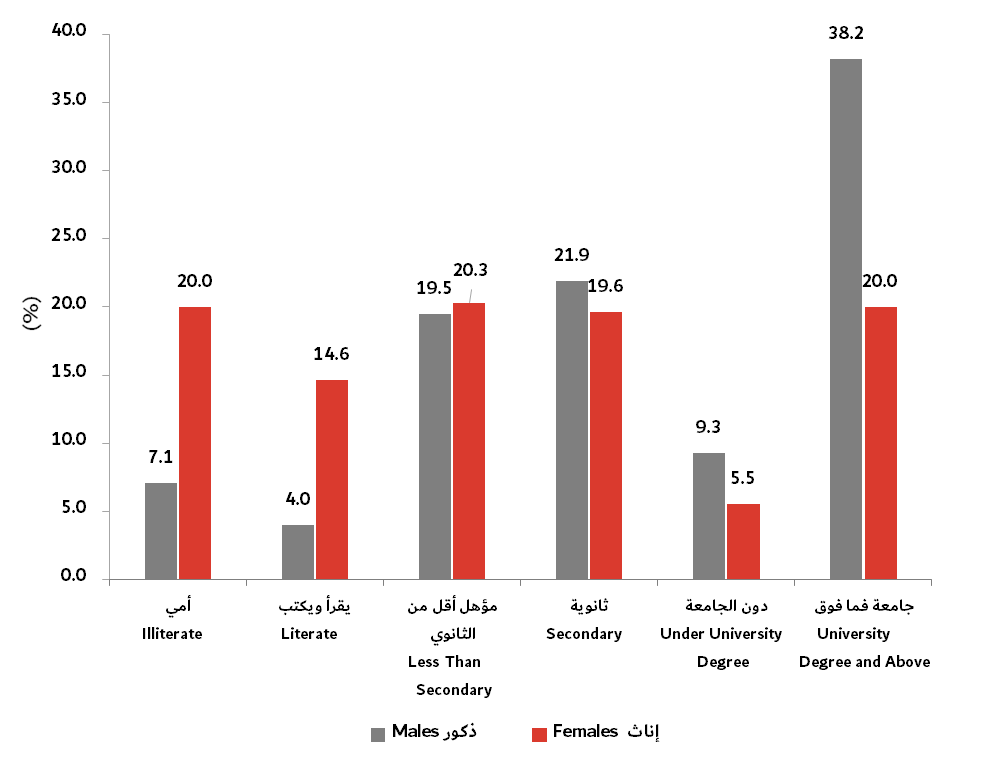 40.0
35.0
30.0
25.0
20.0
15.0
10.0
5.0
0.0
(%)
7.1
20.0
4.0
14.6
19.5
20.3
21.9
19.6
9.3
5.5
38.2
20.0
أمي
Illiterate
يقرأ ويكتب
Literate
مؤهل أقل من
الثانوي
Less Than
Secondary
ثانوية
Secondary
دون الجامعة
Under University
Degree
جامعة فما فوق
University
Degree and Above
Males ذكور
Females إناث